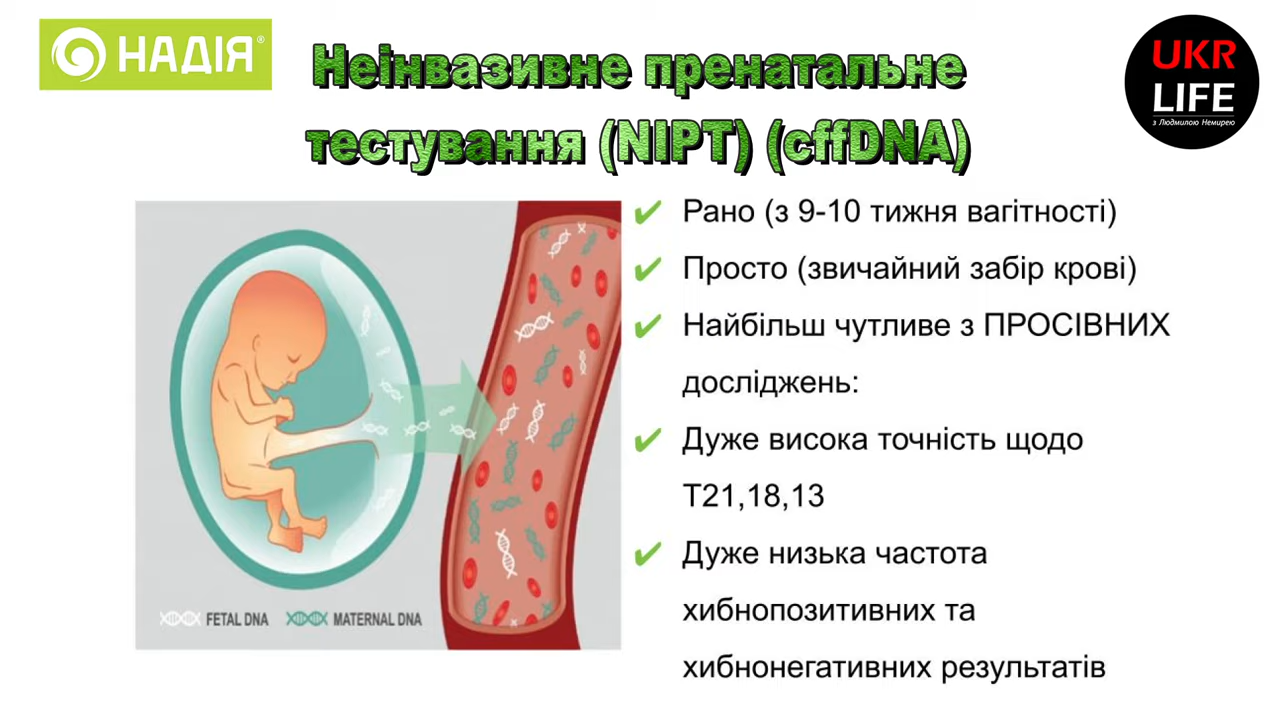 НАДІЯ®
Неінвазивне пренатальне
тестування (NIPT) (cffDNA)
UKR
LIFE
з Людмилою Немирею
✔ Рано (з 9-10 тижня вагітності)
✔ Просто (звичайний забір крові)
✔ Найбільш чутливе з ПРОСІВНИХ
досліджень:
✔ Дуже висока точність щодо
Т21,18,13
✔ Дуже низька частота
хибнопозитивних та
хибнонегативних результатів
FETAL DNA MATERNAL DNA